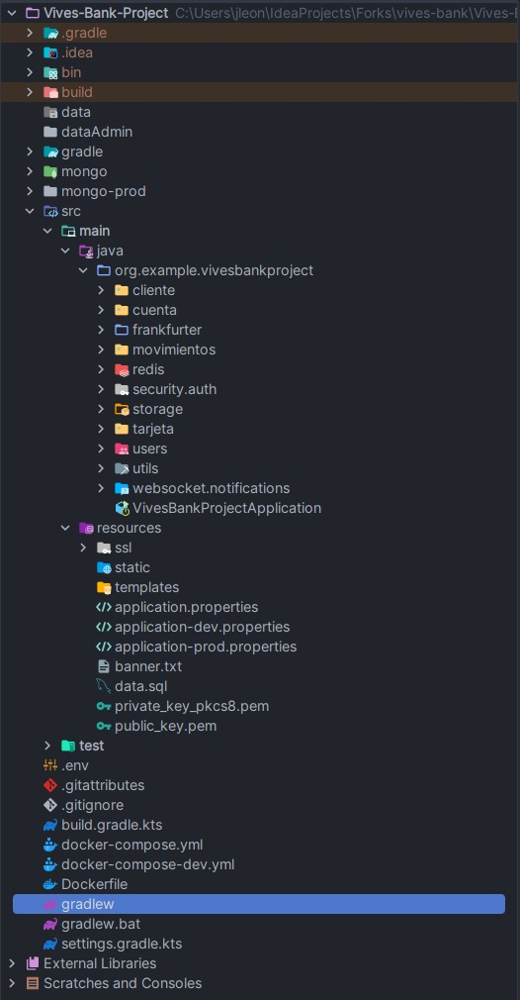 Vives-Bank-Project C:\Users\jleon\IdeaProjects\Forks\vives-bank\Vives-
.gradle
.idea
bin
build
data
dataAdmin
gradle
mongo
mongo-prod
src
main
java
org.example.vivesbankproject
cliente
cuenta
frankfurter
movimientos
redis
security.auth
storage
tarjeta
users
utils
websocket.notifications
VivesBankProjectApplication
resources
ssl
static
templates
application.properties
application-dev.properties
application-prod.properties
banner.txt
data.sql
private_key_pkcs8.pem
public_key.pem
test
.env
.gitattributes
.gitignore
build.gradle.kts
docker-compose.yml
docker-compose-dev.yml
Dockerfile
gradlew
gradlew.bat
settings.gradle.kts
External Libraries
Scratches and Consoles